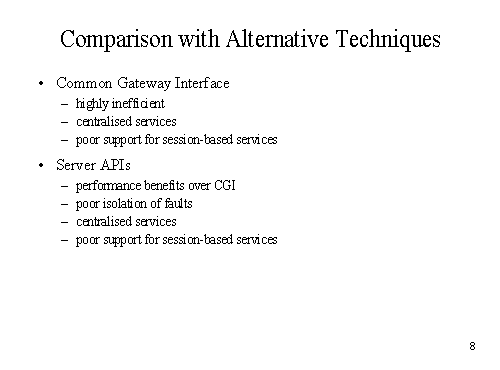 Comparison with Alternative Techniques
• Common Gateway Interface
– highly inefficient
– centralised services
– poor support for session-based services
• Server APIs
– performance benefits over CGI
– poor isolation of faults
– centralised services
– poor support for session-based services
8